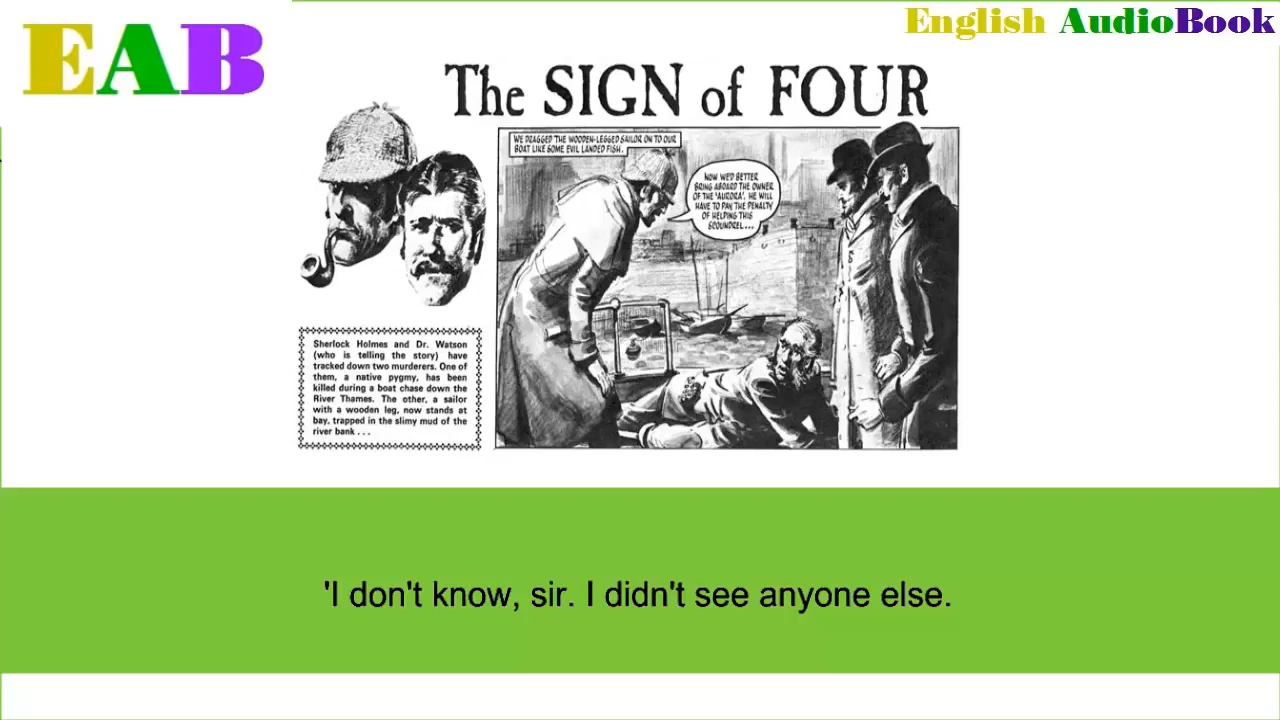 EAB
English AudioBook
The SIGN of FOUR
WE DRAGGED THE WOODEN-LEGGED SAILOR ON TO OUR
BOAT LIKE SOME EVIL LANDED FISH.
NOW WE'D BETTER
BRING ABOARD THE OWNER
OF THE 'AURORA'. HE WILL
HAVE TO PAY THE PENALTY
OF HELPING THIS
SCOUNDREL...
Sherlock Holmes and Dr. Watson
(who is telling the story) have
tracked down two murderers. One of
them, a native pygmy, has been
killed during a boat chase down the
River Thames. The other, a sailor
with a wooden leg, now stands at
bay, trapped in the slimy mud of the
river bank . . .
'I don't know, sir. I didn't see anyone else.